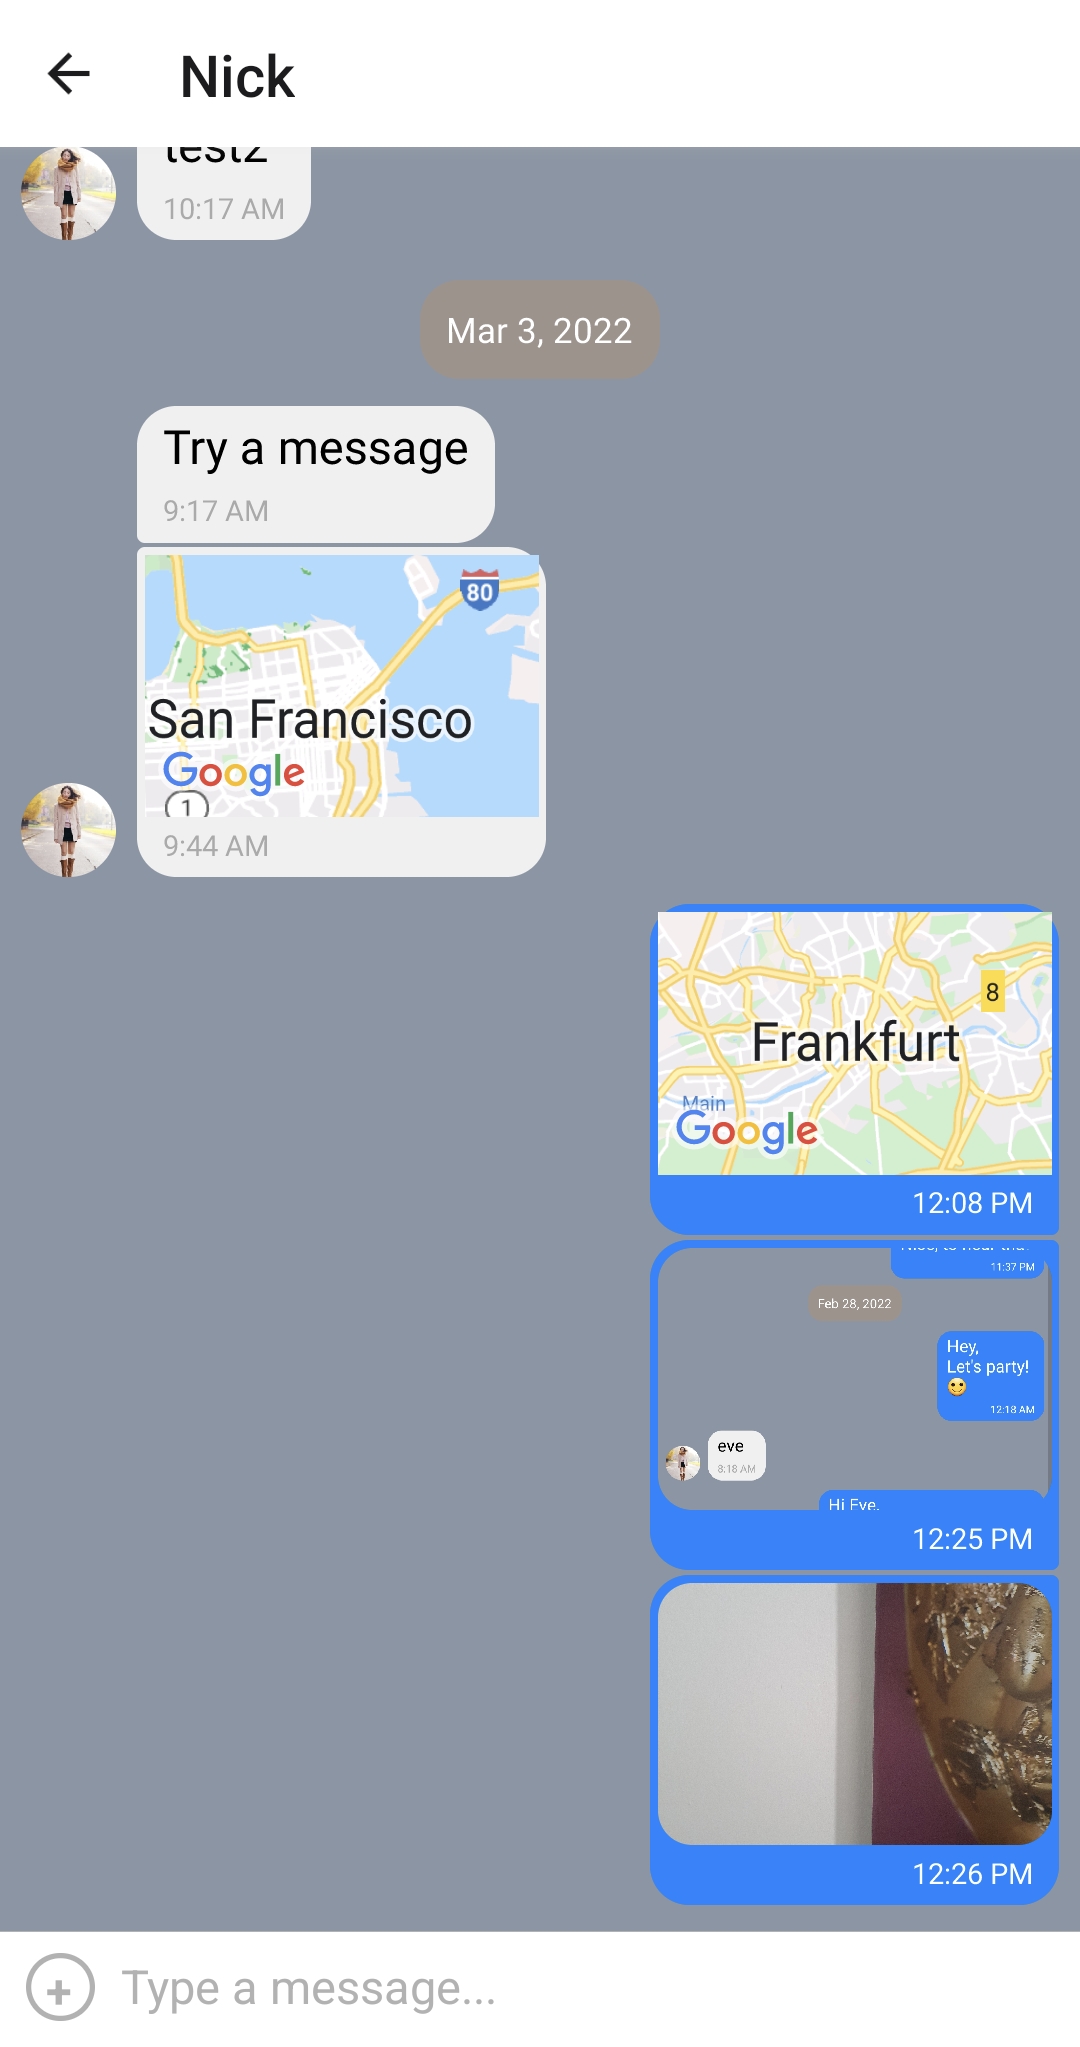 Nick
test2
10:17 AM
Mar 3, 2022
Try a message
9:17 AM
80
San Francisco
Google
1
9:44 AM
8
Frankfurt
Main
Google
12:08 PM
11:37 PM
Feb 28, 2022
Hey,
Let's party!
12:18 AM
eve
8:18 AM
Hi Eve,
12:25 PM
12:26 PM
+
Type a message...